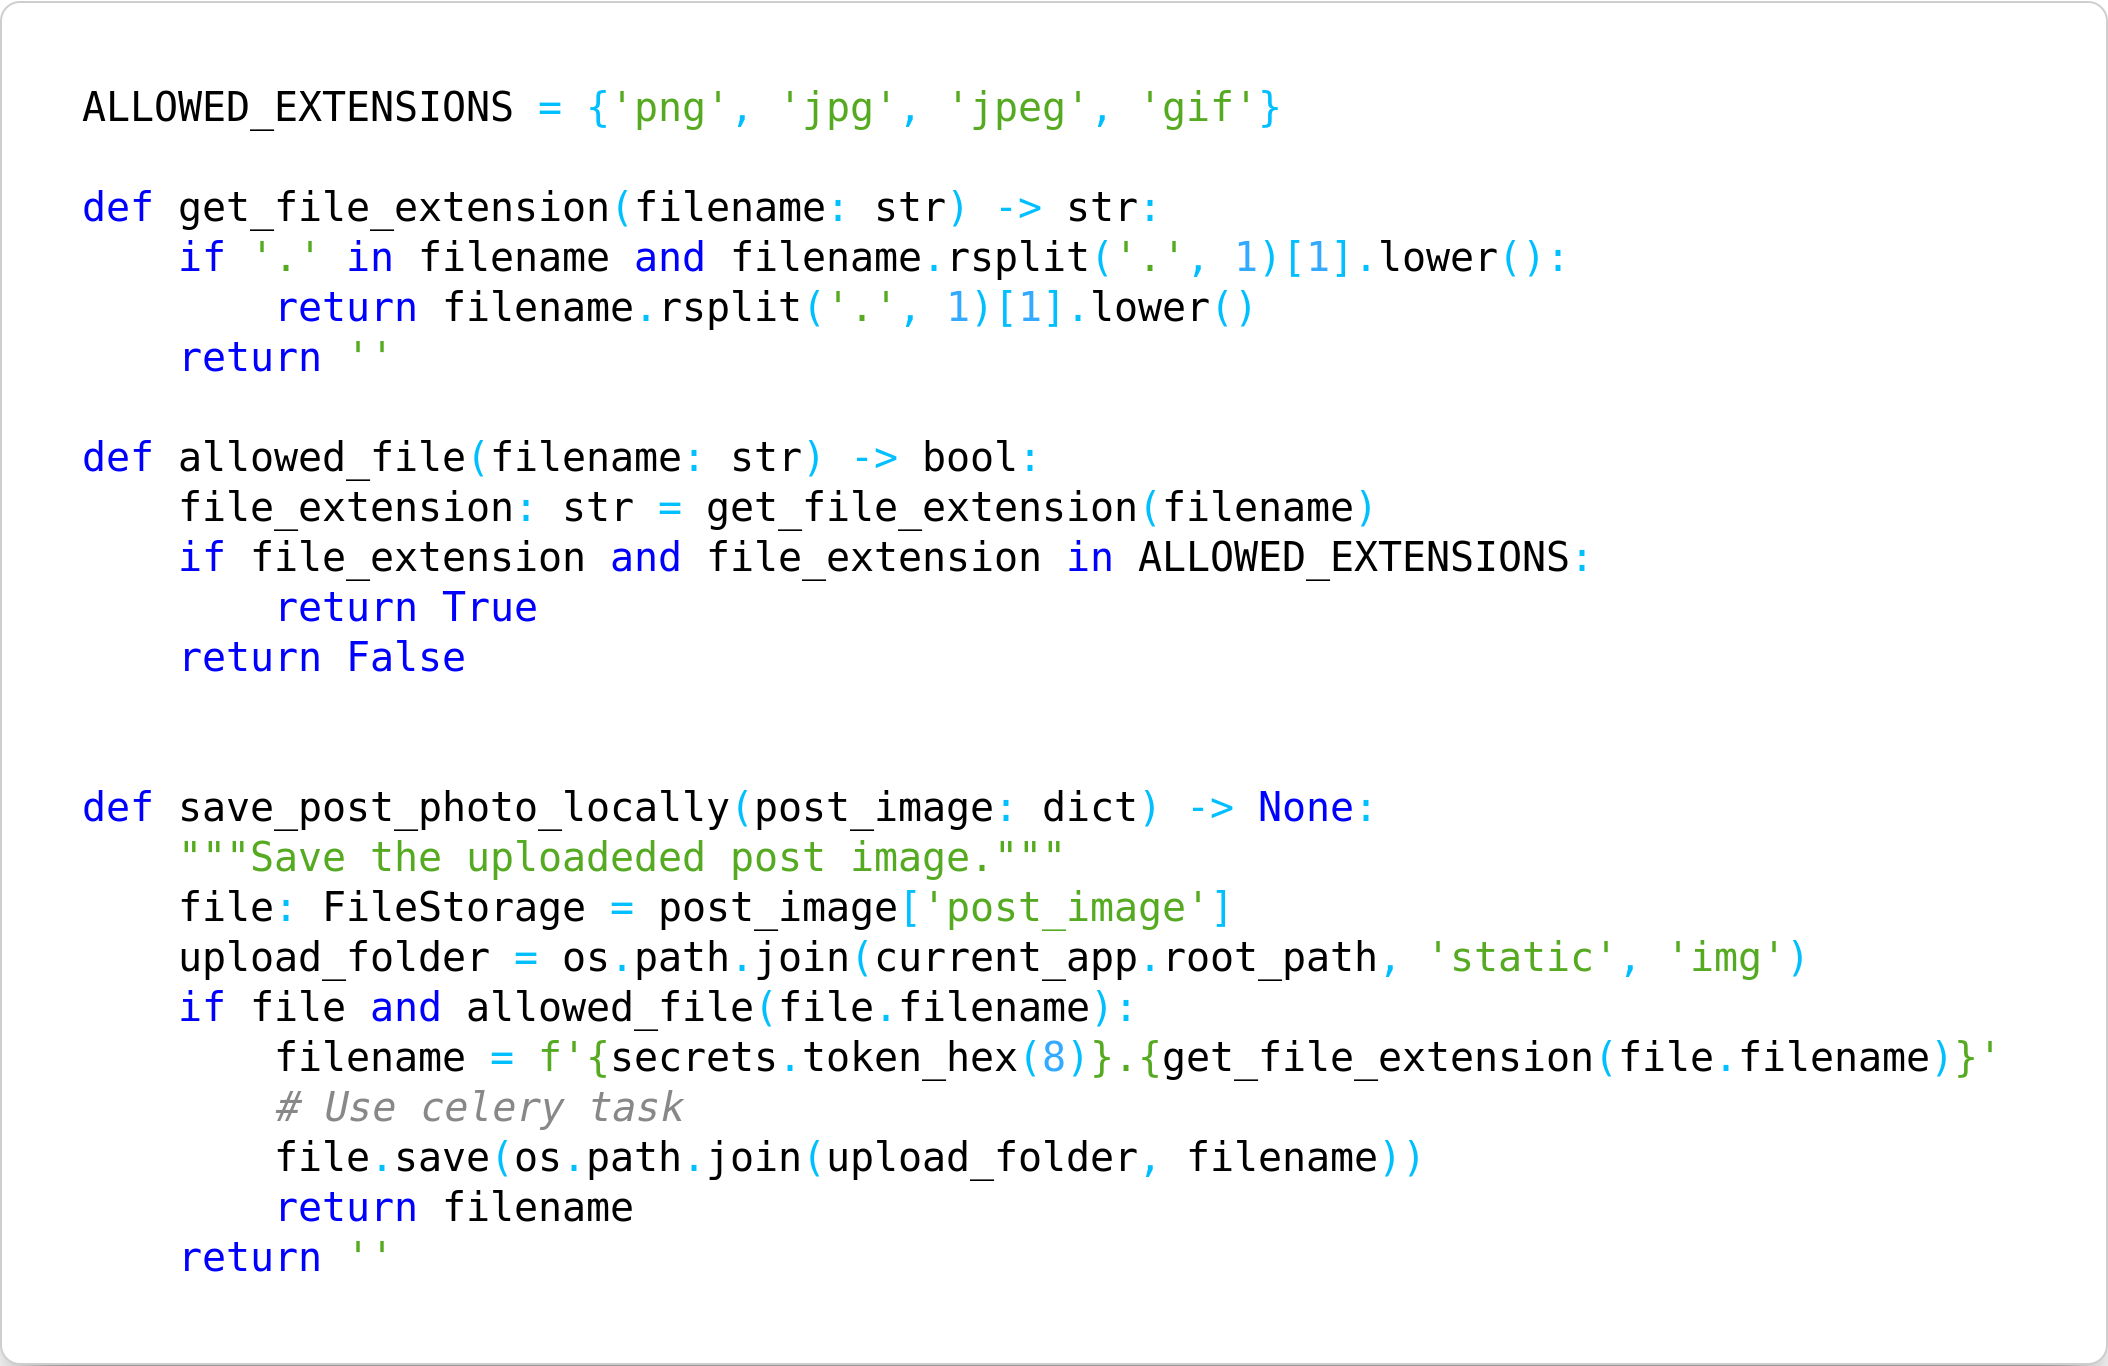 ALLOWED_EXTENSIONS = {'png', 'jpg', 'jpeg', 'gif'}
def get_file_extension(filename: str) -> str:
    if '.' in filename and filename.rsplit('.', 1)[1].lower():
        return filename.rsplit('.', 1)[1].lower()
    return ''
def allowed_file(filename: str) -> bool:
    file_extension: str = get_file_extension(filename)
    if file_extension and file_extension in ALLOWED_EXTENSIONS:
        return True
    return False
def save_post_photo_locally(post_image: dict) -> None:
    """Save the uploadeded post image."""
    file: FileStorage = post_image['post_image']
    upload_folder = os.path.join(current_app.root_path, 'static', 'img')
    if file and allowed_file(file.filename):
        filename = f'{secrets.token_hex(8)}.{get_file_extension(file.filename)}'
        # Use celery task
        file.save(os.path.join(upload_folder, filename))
        return filename
    return ''